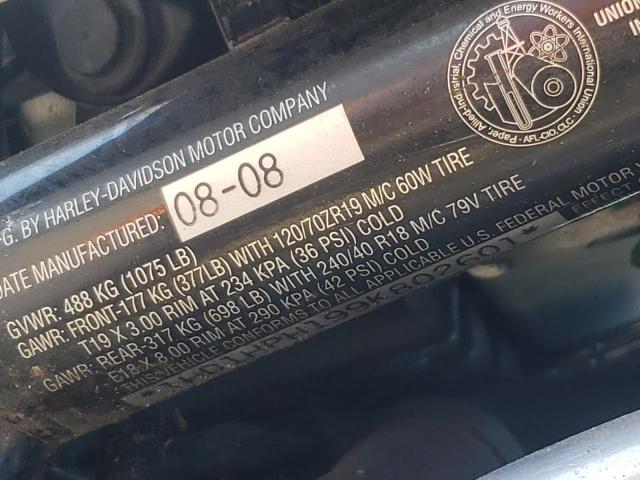 G. BY HARLEY-DAVIDSON MOTOR COMPANY
DATE MANUFACTURED: 08-08
GVWR: 488 KG (1075 LB)
GAWR: FRONT-177 KG (377LB) WITH 120/70ZR19 M/C 60W TIRE
T19 X 3.00 RIM AT 234 KPA (36 PSI) COLD
GAWR: REAR-317 KG (698 LB) WITH 240/40 R18 M/C 79V TIRE
E18 X 8.00 RIM AT 290 KPA (42 PSI) COLD
THIS VEHICLE CONFORMS TO ALL APPLICABLE U.S. FEDERAL MOTOR
EFFECT
Paper, Allied-Industrial, Chemical and Energy Workers International Union
AFL-CIO, CLC
UNION